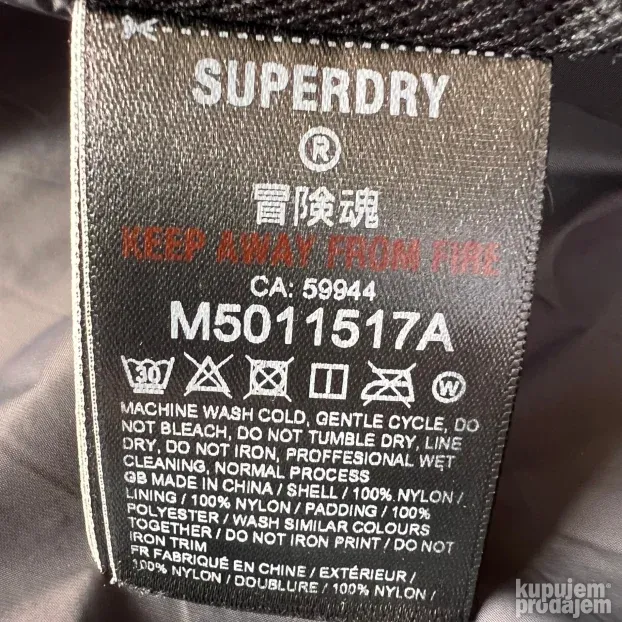 SUPERDRY
®
冒険魂
KEEP AWAY FROM FIRE
CA: 59944
M5011517A
30 W
MACHINE WASH COLD, GENTLE CYCLE, DO
NOT BLEACH, DO NOT TUMBLE DRY, LINE
DRY, DO NOT IRON, PROFFESIONAL WET
CLEANING, NORMAL PROCESS
GB MADE IN CHINA / SHELL / 100% NYLON /
LINING / 100% NYLON / PADDING / 100%
POLYESTER / WASH SIMILAR COLOURS
TOGETHER / DO NOT IRON PRINT / DO NOT
IRON TRIM
FR FABRIQUÉ EN CHINE / EXTÉRIEUR /
100% NYLON / DOUBLURE / 100% NYLON /
kupujem
prodajem